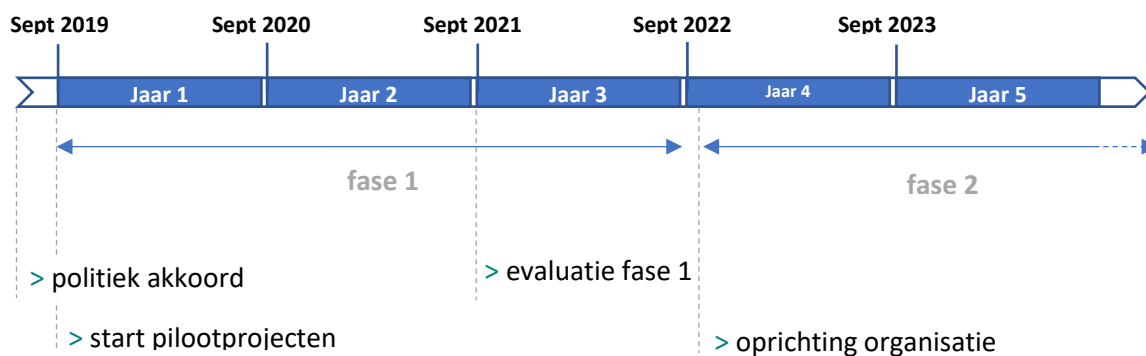 Sept 2019 Sept 2020 Sept 2021 Sept 2022 Sept 2023
Jaar 1 Jaar 2 Jaar 3 Jaar 4 Jaar 5
fase 1 fase 2
> politiek akkoord > evaluatie fase 1
> start pilootprojecten > oprichting organisatie